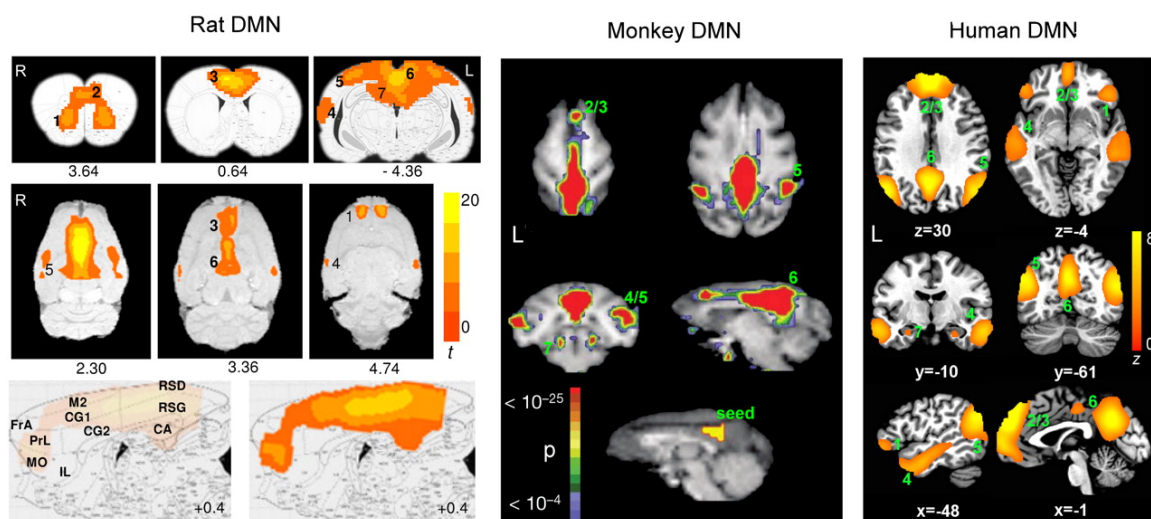 Rat DMN
R
L
1
2
3
4
5
6
7
3.64
0.64
- 4.36
R
5
3
6
1
4
20
10
0
t
2.30
3.36
4.74
RSD
M2
CG1
RSG
FrA
CG2
CA
PrL
MO
IL
+0.4
+0.4
Monkey DMN
2/3
5
L
4/5
6
7
< 10⁻²⁵
p
< 10⁻⁴
seed
Human DMN
2/3
1
4
6
5
2/3
L
z=30
z=-4
8
0
z
5
4
7
6
y=-10
y=-61
1
4
5
2/3
6
x=-48
x=-1